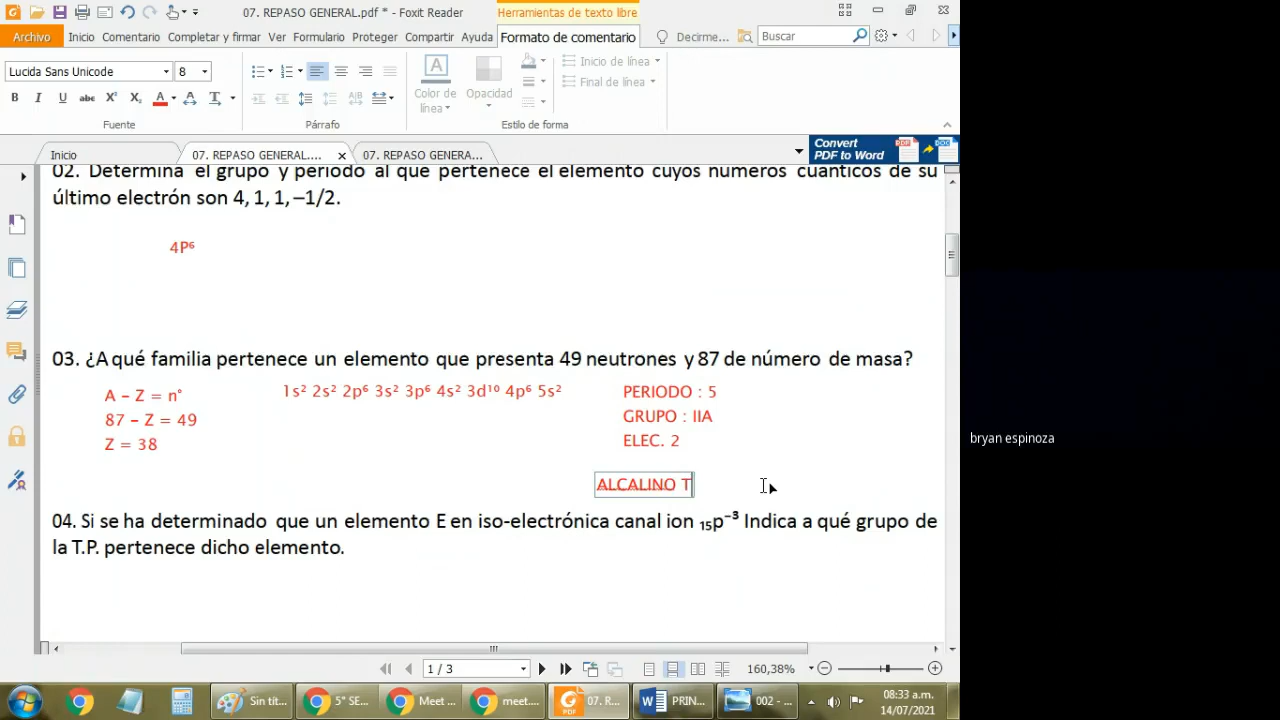 07. REPASO GENERAL.pdf * - Foxit Reader
Herramientas de texto libre
Archivo Inicio Comentario Completar y firmar Ver Formulario Proteger Compartir Ayuda Formato de comentario Decirme... Buscar
Lucida Sans Unicode 8
Inicio de línea
Final de línea
Color de línea
Opacidad
Fuente Párrafo Estilo de forma
Inicio 07. REPASO GENERAL.... 07. REPASO GENERA...
Convert
PDF to Word
02. Determina el grupo y periodo al que pertenece el elemento cuyos números cuánticos de su
último electrón son 4, 1, 1, –1/2.
4P⁶
03. ¿A qué familia pertenece un elemento que presenta 49 neutrones y 87 de número de masa?
A – Z = n°
87 – Z = 49
Z = 38
1s² 2s² 2p⁶ 3s² 3p⁶ 4s² 3d¹⁰ 4p⁶ 5s²
PERIODO : 5
GRUPO : IIA
ELEC. 2
ALCALINO T
04. Si se ha determinado que un elemento E en iso-electrónica canal ion ₁₅p⁻³ Indica a qué grupo de
la T.P. pertenece dicho elemento.
bryan espinoza
1 / 3
160,38%
Sin tít... 5° SE... Meet ... meet.... 07. R... PRIN... 002 - ...
08:33 a.m.
14/07/2021